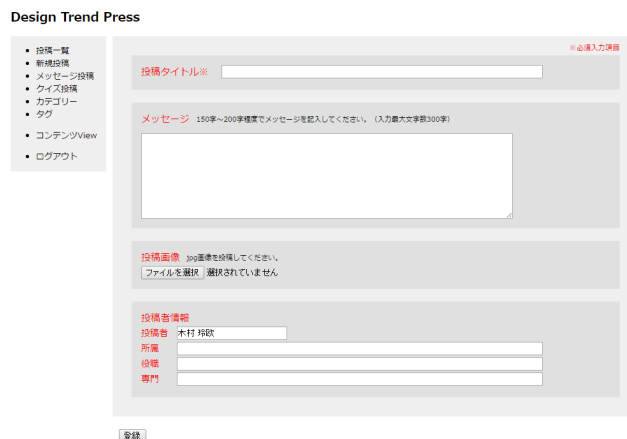 Design Trend Press
投稿一覧
新規投稿
メッセージ投稿
クイズ投稿
カテゴリー
タグ
コンテンツView
ログアウト
※必須入力項目
投稿タイトル※
メッセージ 150字～200字程度でメッセージを記入してください。（入力最大文字数300字）
投稿画像 jpg画像を投稿してください。
ファイルを選択 選択されていません
投稿者情報
投稿者 木村 玲欧
所属
役職
専門
登録